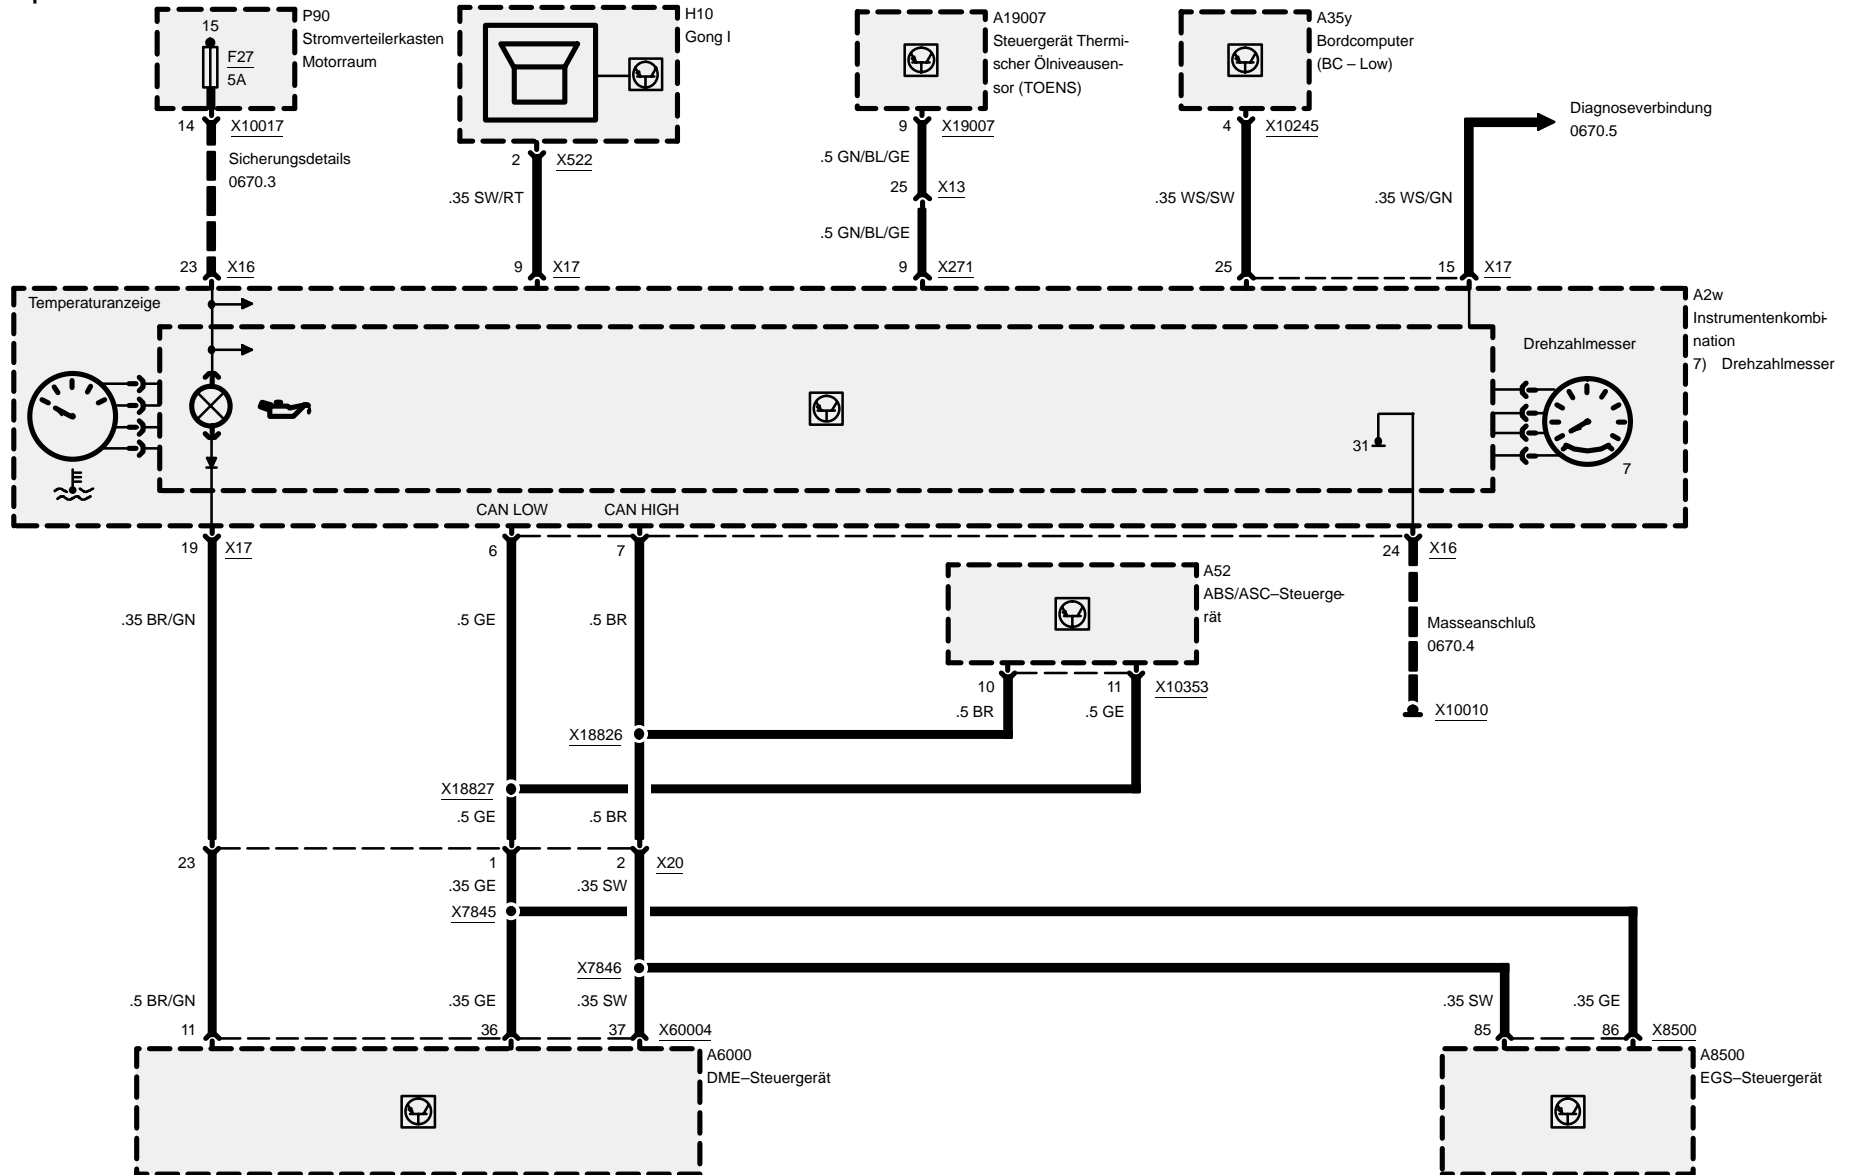 15
F27
5A
P90
Stromverteilerkasten
Motorraum
H10
Gong I
A19007
Steuergerät Thermi-
scher Ölniveausen-
sor (TOENS)
A35y
Bordcomputer
(BC – Low)
Diagnoseverbindung
0670.5
14 X10017
Sicherungsdetails
0670.3
2 X522
.35 SW/RT
9 X19007
.5 GN/BL/GE
25 X13
.5 GN/BL/GE
4 X10245
.35 WS/SW
.35 WS/GN
23 X16
9 X17
9 X271
25
15 X17
Temperaturanzeige
A2w
Instrumentenkombi-
nation
7) Drehzahlmesser
Drehzahlmesser
31
7
CAN LOW
CAN HIGH
19 X17
6
7
24 X16
A52
ABS/ASC–Steuerge-
rät
.35 BR/GN
.5 GE
.5 BR
Masseanschluß
0670.4
10
11 X10353
.5 BR
.5 GE
X10010
X18826
X18827
.5 GE
.5 BR
23
1
2 X20
.35 GE
.35 SW
X7845
X7846
.5 BR/GN
.35 GE
.35 SW
.35 SW
.35 GE
11
36
37 X60004
85
86 X8500
A6000
DME–Steuergerät
A8500
EGS–Steuergerät